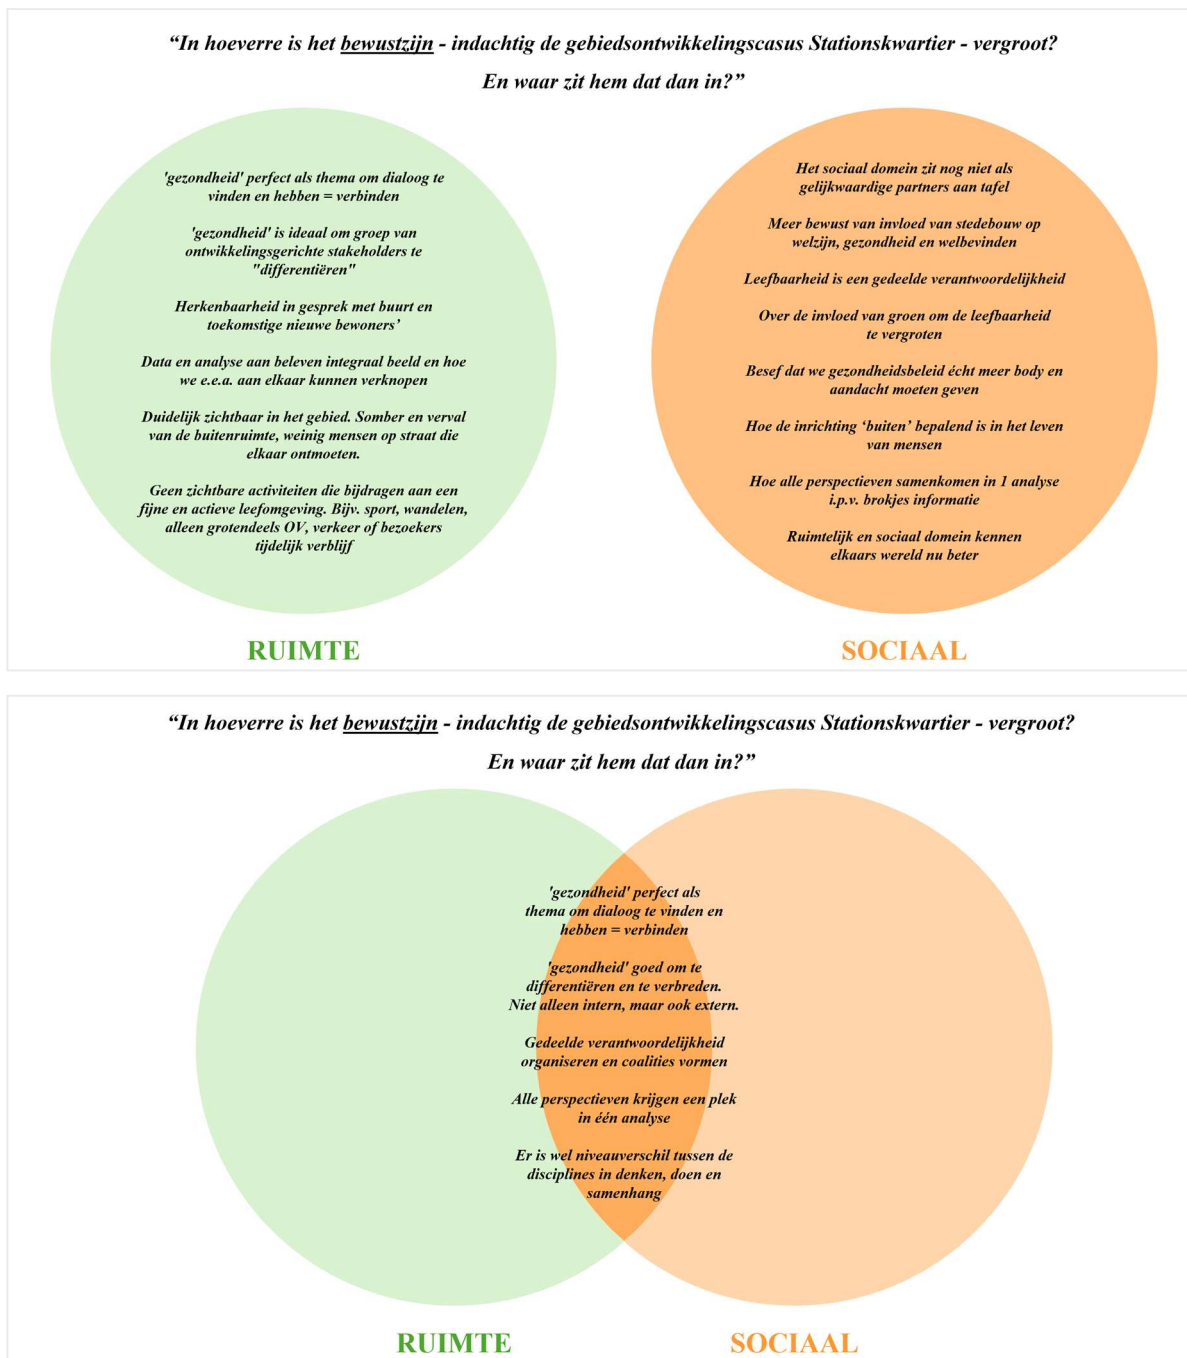 “In hoeverre is het bewustzijn - indachtig de gebiedsontwikkelingscasus Stationskwartier - vergroot?
En waar zit hem dat dan in?”
'gezondheid' perfect als thema om dialoog te
vinden en hebben = verbinden
'gezondheid' is ideaal om groep van
ontwikkelingsgerichte stakeholders te
"differentiëren"
Herkenbaarheid in gesprek met buurt en
toekomstige nieuwe bewoners’
Data en analyse aan beleven integraal beeld en hoe
we e.e.a. aan elkaar kunnen verknopen
Duidelijk zichtbaar in het gebied. Somber en verval
van de buitenruimte, weinig mensen op straat die
elkaar ontmoeten.
Geen zichtbare activiteiten die bijdragen aan een
fijne en actieve leefomgeving. Bijv. sport, wandelen,
alleen grotendeels OV, verkeer of bezoekers
tijdelijk verblijf
RUIMTE
Het sociaal domein zit nog niet als
gelijkwaardige partners aan tafel
Meer bewust van invloed van stedebouw op
welzijn, gezondheid en welbevinden
Leefbaarheid is een gedeelde verantwoordelijkheid
Over de invloed van groen om de leefbaarheid
te vergroten
Besef dat we gezondheidsbeleid écht meer body en
aandacht moeten geven
Hoe de inrichting ‘buiten’ bepalend is in het leven
van mensen
Hoe alle perspectieven samenkomen in 1 analyse
i.p.v. brokjes informatie
Ruimtelijk en sociaal domein kennen
elkaars wereld nu beter
SOCIAAL
“In hoeverre is het bewustzijn - indachtig de gebiedsontwikkelingscasus Stationskwartier - vergroot?
En waar zit hem dat dan in?”
'gezondheid' perfect als
thema om dialoog te vinden en
hebben = verbinden
'gezondheid' goed om te
differentiëren en te verbreden.
Niet alleen intern, maar ook extern.
Gedeelde verantwoordelijkheid
organiseren en coalities vormen
Alle perspectieven krijgen een plek
in één analyse
Er is wel niveauverschil tussen de
disciplines in denken, doen en
samenhang
RUIMTE
SOCIAAL